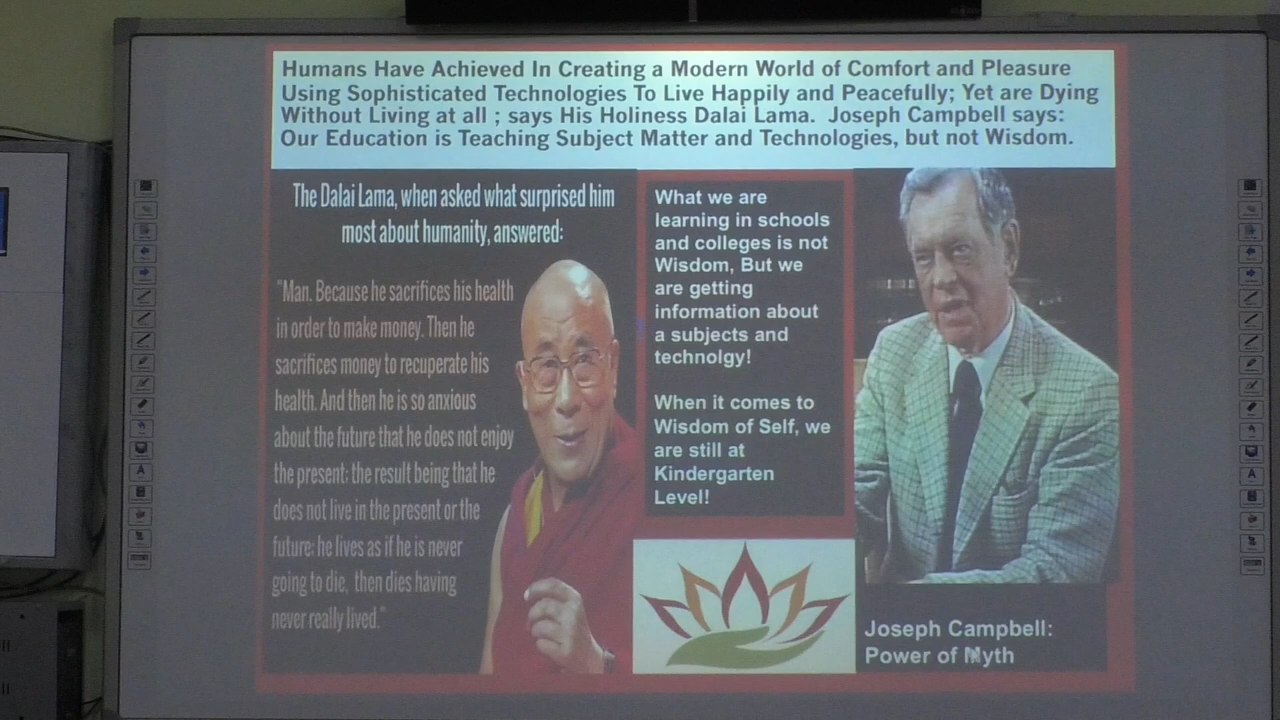 Humans Have Achieved In Creating a Modern World of Comfort and Pleasure
Using Sophisticated Technologies To Live Happily and Peacefully; Yet are Dying
Without Living at all ; says His Holiness Dalai Lama. Joseph Campbell says:
Our Education is Teaching Subject Matter and Technologies, but not Wisdom.
The Dalai Lama, when asked what surprised him
most about humanity, answered:
"Man. Because he sacrifices his health
in order to make money. Then he
sacrifices money to recuperate his
health. And then he is so anxious
about the future that he does not enjoy
the present; the result being that he
does not live in the present or the
future; he lives as if he is never
going to die, then dies having
never really lived."
What we are
learning in schools
and colleges is not
Wisdom, But we
are getting
information about
a subjects and
technolgy!
When it comes to
Wisdom of Self, we
are still at
Kindergarten
Level!
Joseph Campbell:
Power of Myth